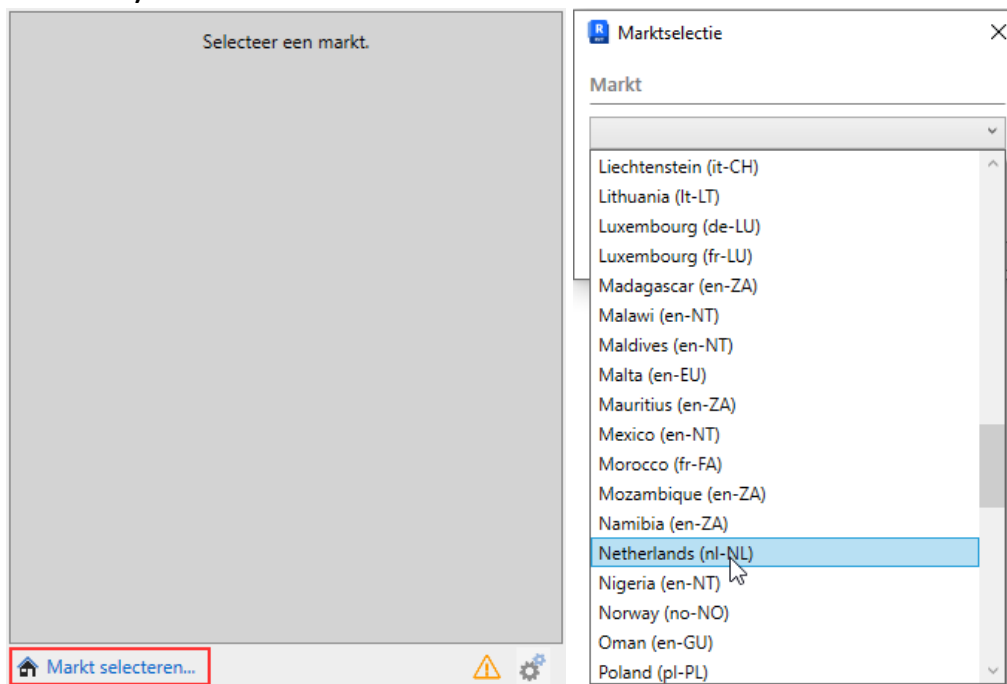 Selecteer een markt.
Markt selecteren...
Marktselectie
Markt
Liechtenstein (it-CH)
Lithuania (lt-LT)
Luxembourg (de-LU)
Luxembourg (fr-LU)
Madagascar (en-ZA)
Malawi (en-NT)
Maldives (en-NT)
Malta (en-EU)
Mauritius (en-ZA)
Mexico (en-NT)
Morocco (fr-FA)
Mozambique (en-ZA)
Namibia (en-ZA)
Netherlands (nl-NL)
Nigeria (en-NT)
Norway (no-NO)
Oman (en-GU)
Poland (pl-PL)